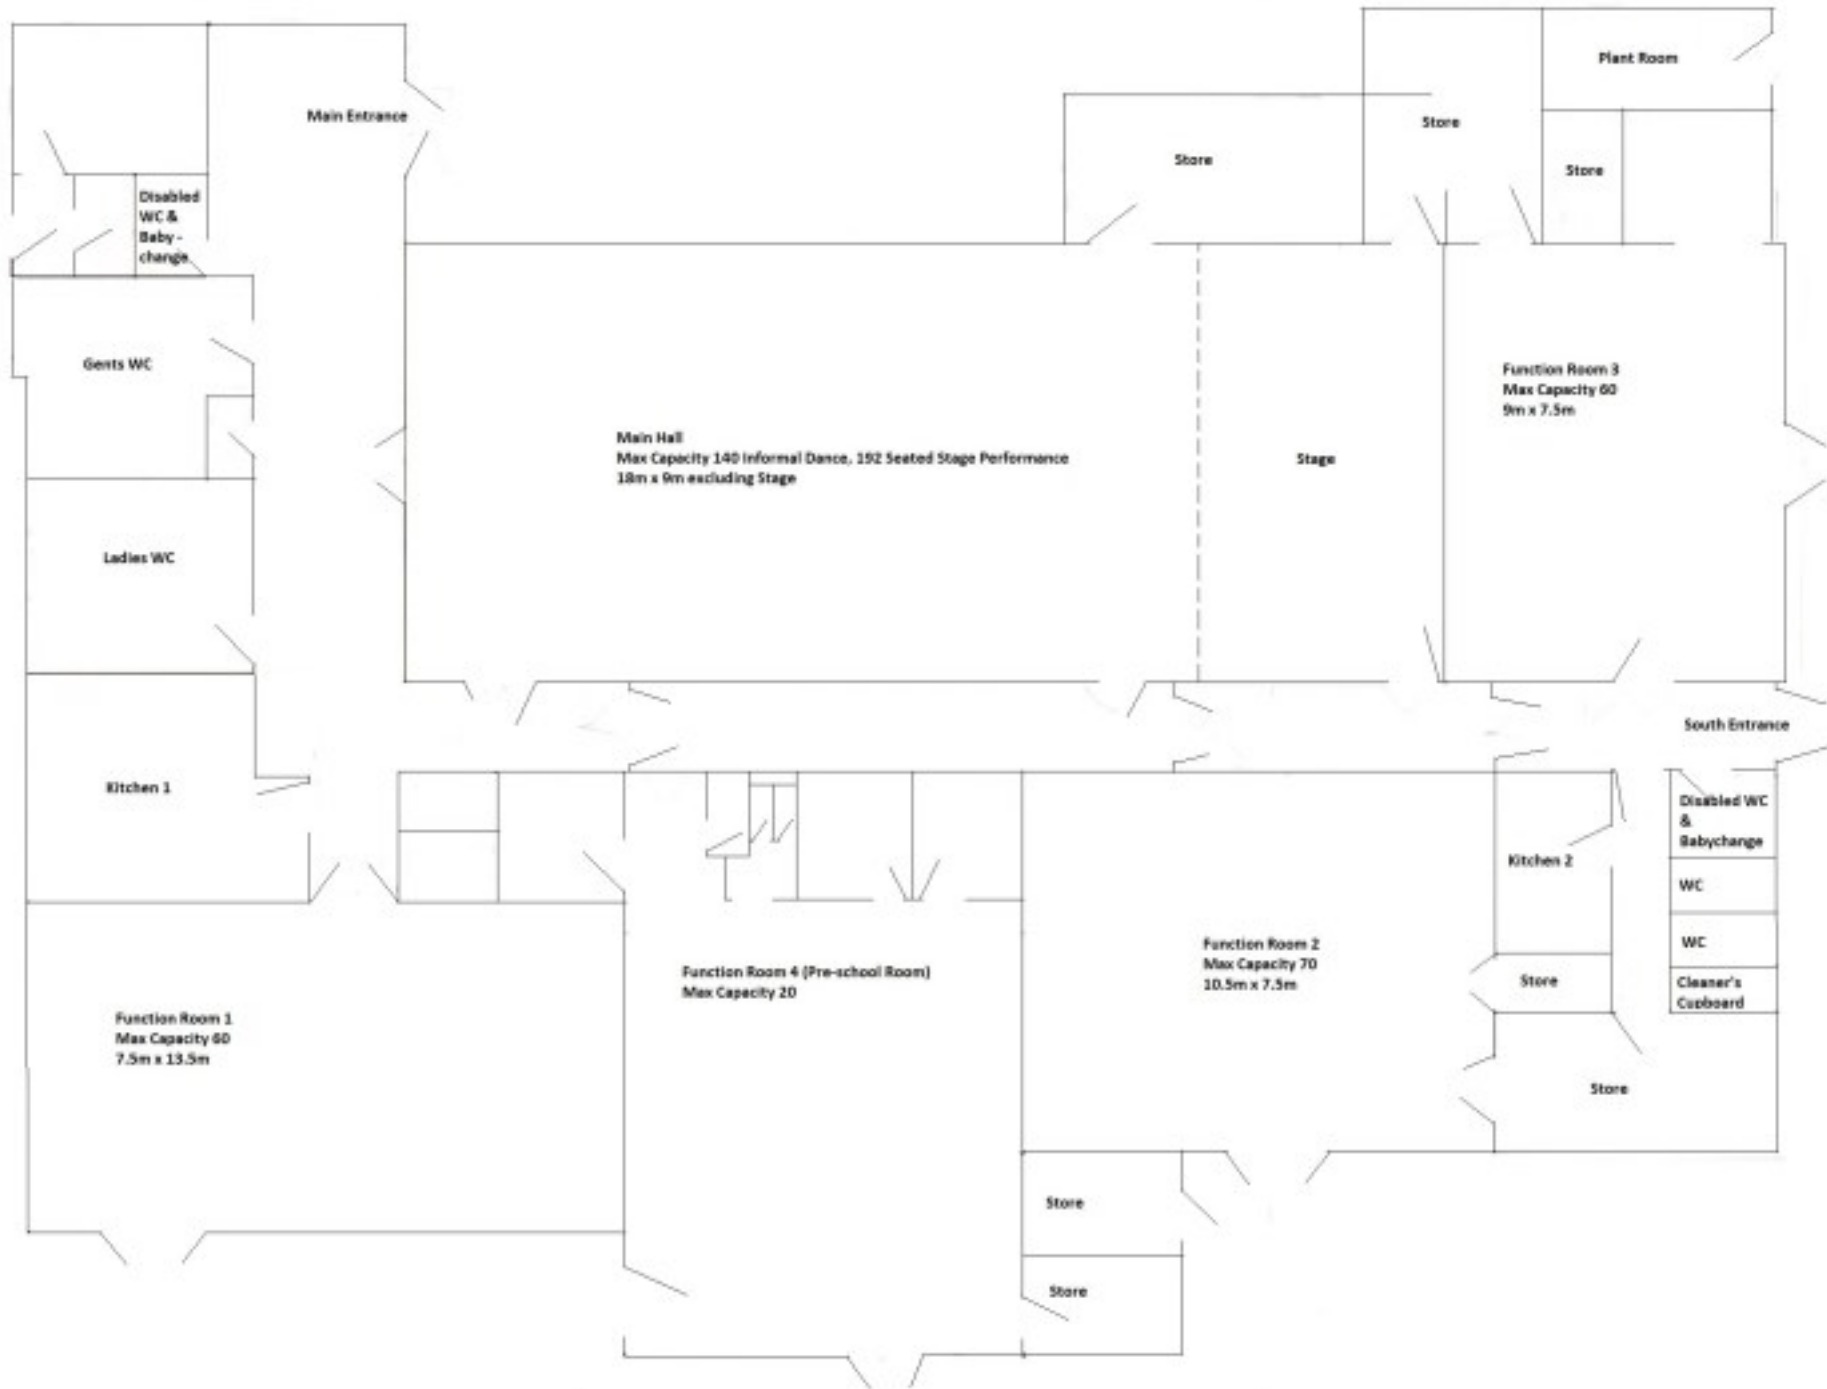 Plant Room
Main Entrance
Store
Store
Store
Disabled
WC &
Baby -
change
Gents WC
Function Room 3
Max Capacity 60
9m x 7.5m
Main Hall
Max Capacity 140 Informal Dance, 192 Seated Stage Performance
18m x 9m excluding Stage
Stage
Ladies WC
South Entrance
Kitchen 1
Disabled WC
&
Babychange
Kitchen 2
WC
WC
Function Room 2
Max Capacity 70
10.5m x 7.5m
Function Room 4 (Pre-school Room)
Max Capacity 20
Store
Cleaner's
Cupboard
Function Room 1
Max Capacity 60
7.5m x 13.5m
Store
Store
Store